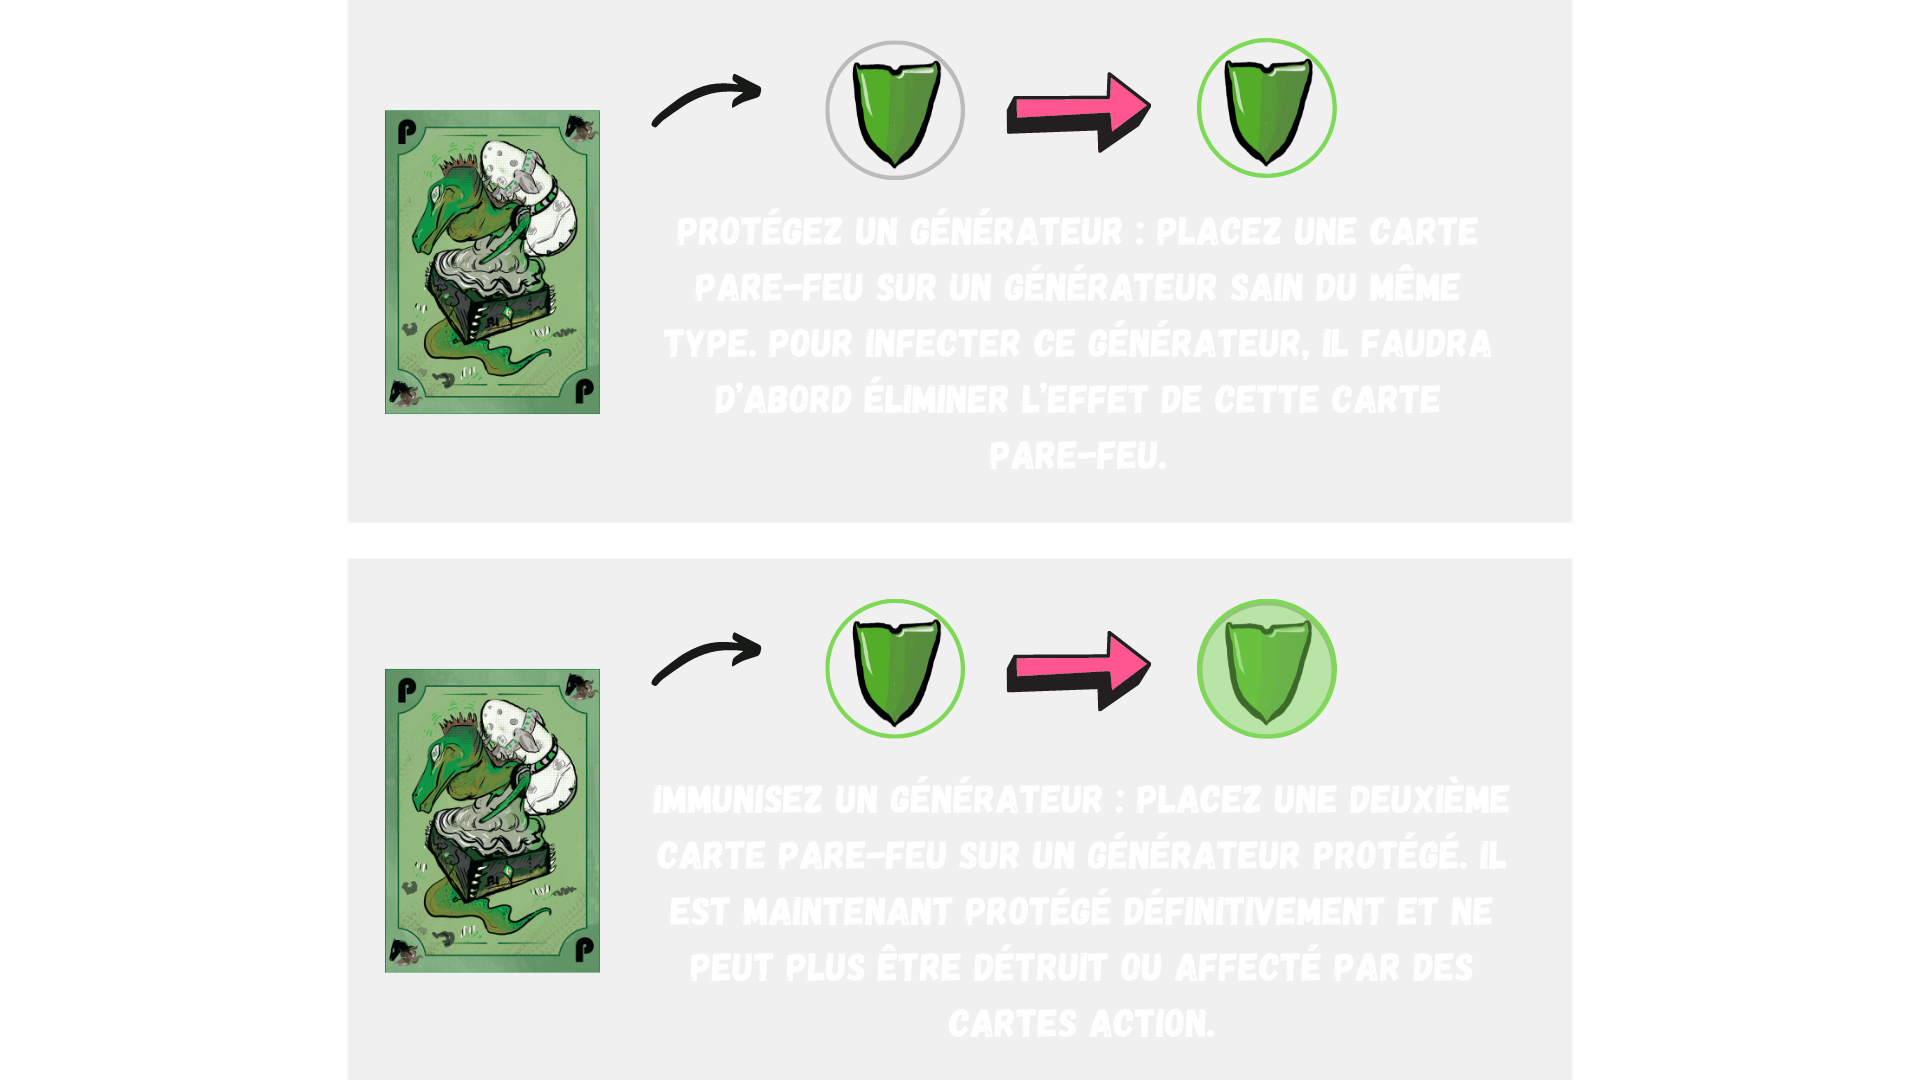 P
P
PROTÉGEZ UN GÉNÉRATEUR : PLACEZ UNE CARTE
PARE-FEU SUR UN GÉNÉRATEUR SAIN DU MÊME
TYPE. POUR INFECTER CE GÉNÉRATEUR, IL FAUDRA
D'ABORD ÉLIMINER L'EFFET DE CETTE CARTE
PARE-FEU.
P
P
IMMUNISEZ UN GÉNÉRATEUR : PLACEZ UNE DEUXIÈME
CARTE PARE-FEU SUR UN GÉNÉRATEUR PROTÉGÉ. IL
EST MAINTENANT PROTÉGÉ DÉFINITIVEMENT ET NE
PEUT PLUS ÊTRE DÉTRUIT OU AFFECTÉ PAR DES
CARTES ACTION.